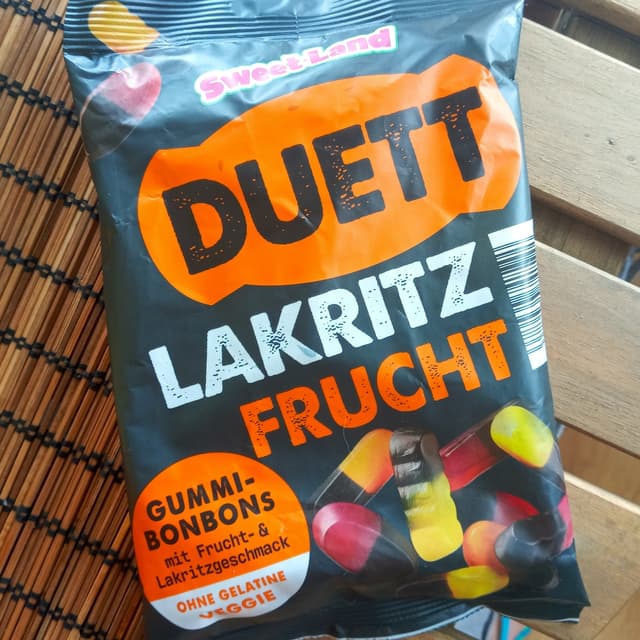 Sweet Land
DUETT
LAKRITZ
FRUCHT
GUMMI-
BONBONS
mit Frucht- &
Lakritzgeschmack
OHNE GELATINE
VEGGIE